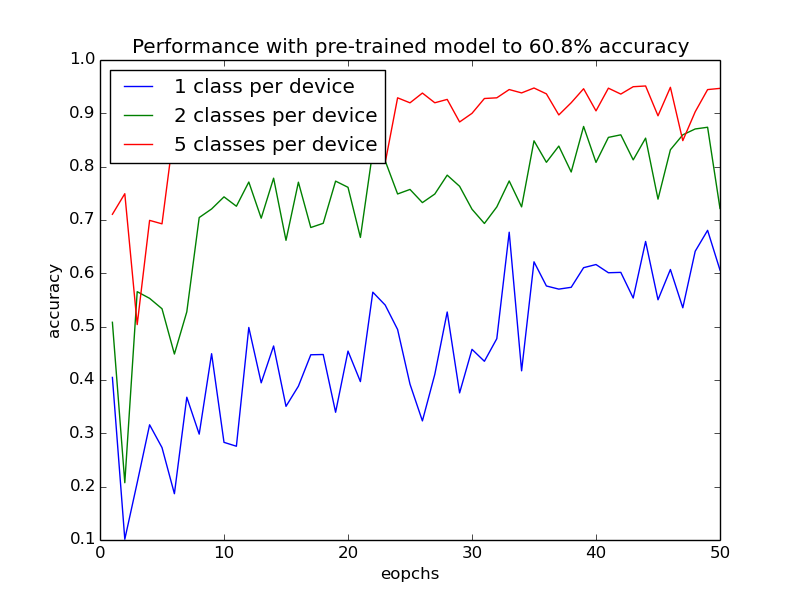 Performance with pre-trained model to 60.8% accuracy
1.0
0.9
0.8
0.7
0.6
0.5
0.4
0.3
0.2
0.1
accuracy
1 class per device
2 classes per device
5 classes per device
0 10 20 30 40 50
eopchs